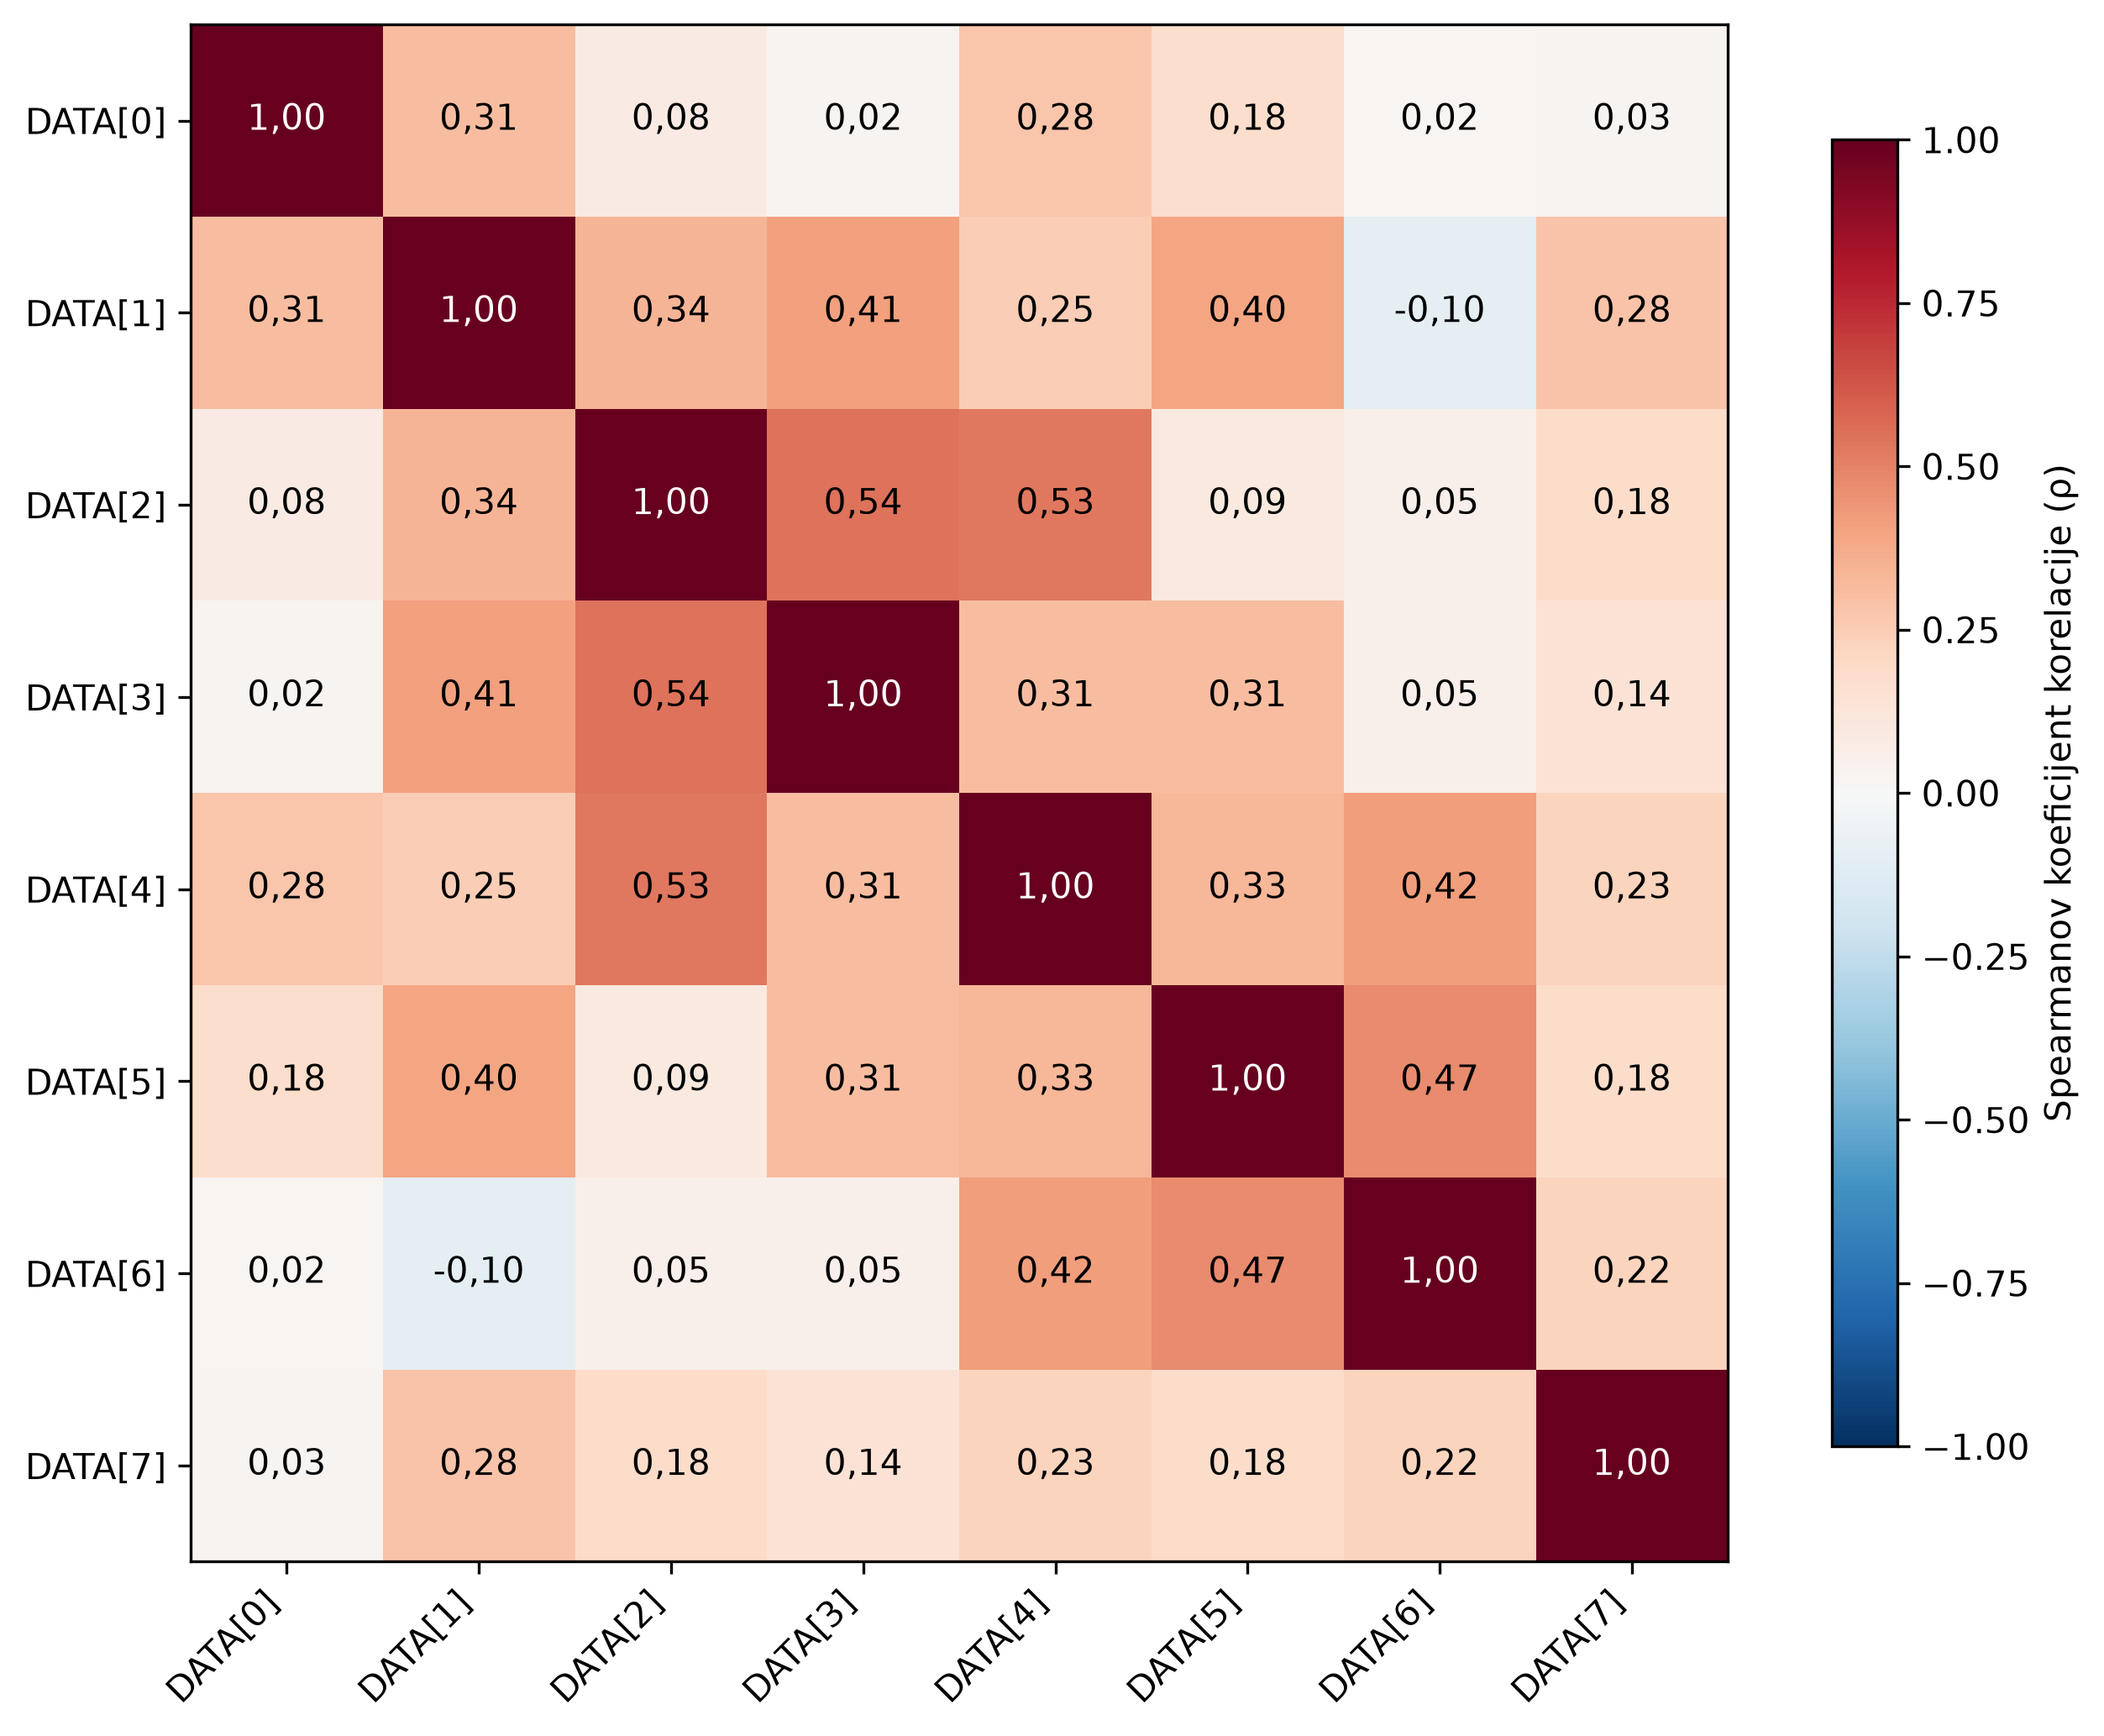 DATA[0] 1,00 0,31 0,08 0,02 0,28 0,18 0,02 0,03
DATA[1] 0,31 1,00 0,34 0,41 0,25 0,40 -0,10 0,28
DATA[2] 0,08 0,34 1,00 0,54 0,53 0,09 0,05 0,18
DATA[3] 0,02 0,41 0,54 1,00 0,31 0,31 0,05 0,14
DATA[4] 0,28 0,25 0,53 0,31 1,00 0,33 0,42 0,23
DATA[5] 0,18 0,40 0,09 0,31 0,33 1,00 0,47 0,18
DATA[6] 0,02 -0,10 0,05 0,05 0,42 0,47 1,00 0,22
DATA[7] 0,03 0,28 0,18 0,14 0,23 0,18 0,22 1,00
DATA[0] DATA[1] DATA[2] DATA[3] DATA[4] DATA[5] DATA[6] DATA[7]
1.00
0.75
0.50
0.25
0.00
−0.25
−0.50
−0.75
−1.00
Spearmanov koeficijent korelacije (ρ)